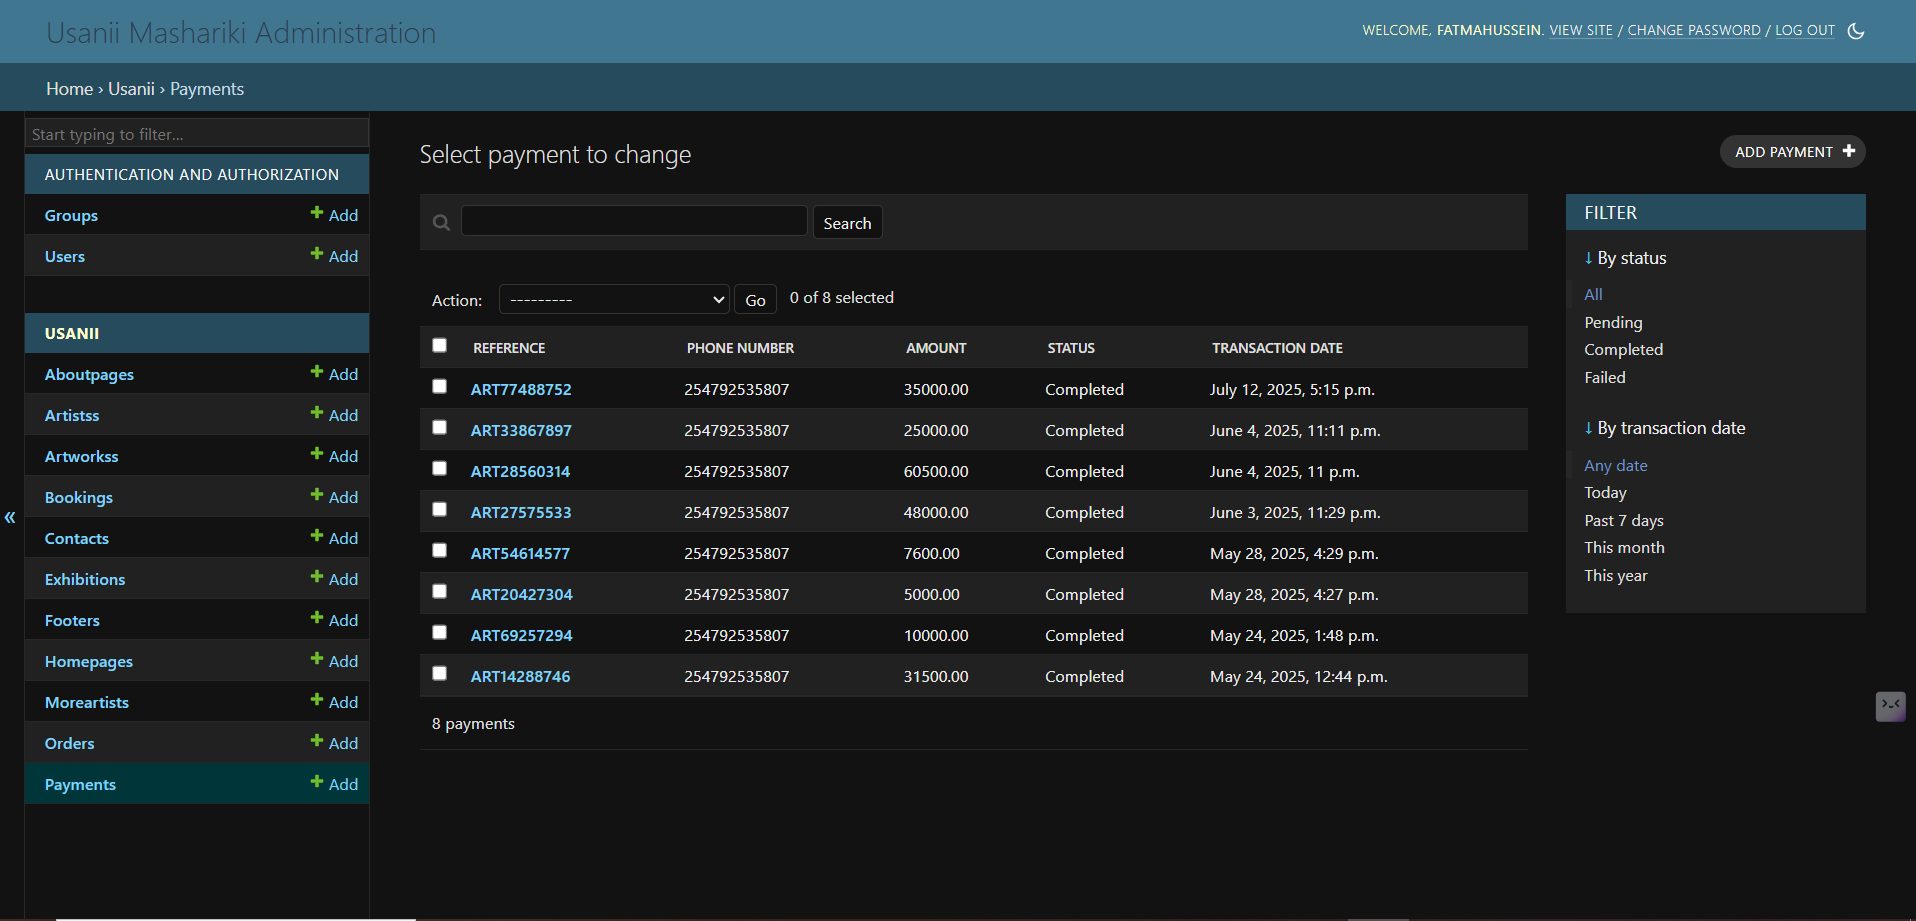 Usanii Mashariki Administration
WELCOME, FATMAHUSSEIN. VIEW SITE / CHANGE PASSWORD / LOG OUT
Home › Usanii › Payments
Start typing to filter...
AUTHENTICATION AND AUTHORIZATION
Groups Add
Users Add
USANII
Aboutpages Add
Artistss Add
Artworkss Add
Bookings Add
Contacts Add
Exhibitions Add
Footers Add
Homepages Add
Moreartists Add
Orders Add
Payments Add
«
Select payment to change
ADD PAYMENT
Search
Action: --------- Go 0 of 8 selected
REFERENCE PHONE NUMBER AMOUNT STATUS TRANSACTION DATE
ART77488752 254792535807 35000.00 Completed July 12, 2025, 5:15 p.m.
ART33867897 254792535807 25000.00 Completed June 4, 2025, 11:11 p.m.
ART28560314 254792535807 60500.00 Completed June 4, 2025, 11 p.m.
ART27575533 254792535807 48000.00 Completed June 3, 2025, 11:29 p.m.
ART54614577 254792535807 7600.00 Completed May 28, 2025, 4:29 p.m.
ART20427304 254792535807 5000.00 Completed May 28, 2025, 4:27 p.m.
ART69257294 254792535807 10000.00 Completed May 24, 2025, 1:48 p.m.
ART14288746 254792535807 31500.00 Completed May 24, 2025, 12:44 p.m.
8 payments
FILTER
↓ By status
All
Pending
Completed
Failed
↓ By transaction date
Any date
Today
Past 7 days
This month
This year